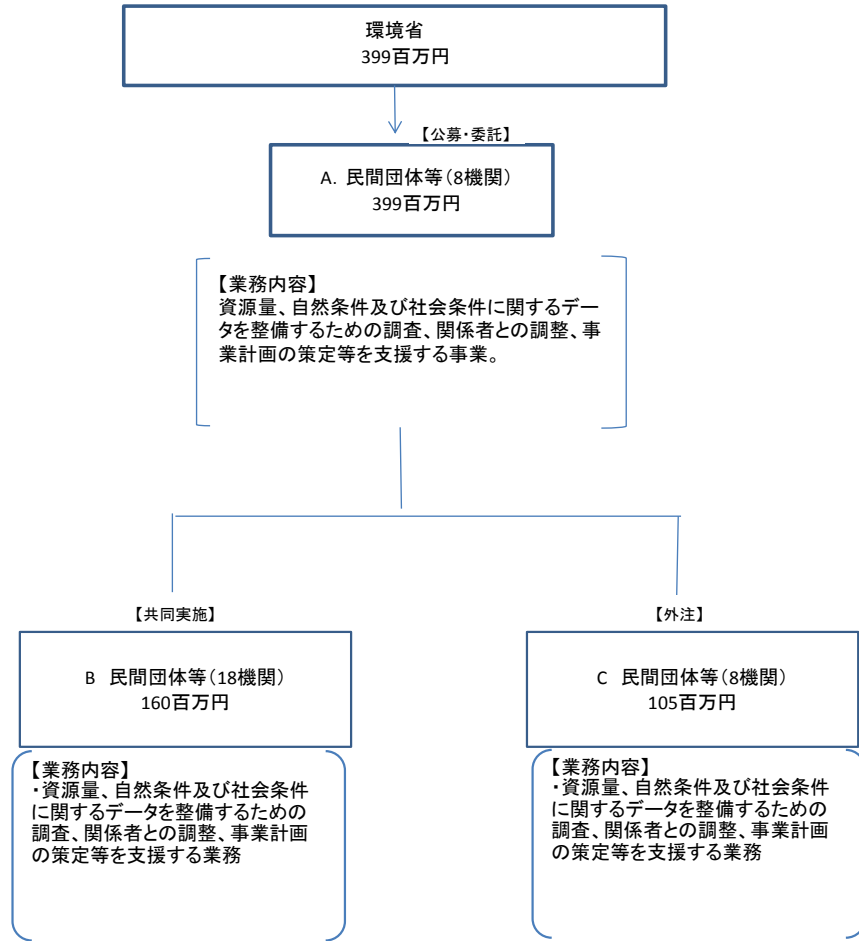 環境省
399百万円
【公募・委託】
A. 民間団体等(8機関)
399百万円
【業務内容】
資源量、自然条件及び社会条件に関するデー
タを整備するための調査、関係者との調整、事
業計画の策定等を支援する事業。
【共同実施】
B 民間団体等(18機関)
160百万円
【業務内容】
・資源量、自然条件及び社会条件
に関するデータを整備するための
調査、関係者との調整、事業計画
の策定等を支援する業務
【外注】
C 民間団体等(8機関)
105百万円
【業務内容】
・資源量、自然条件及び社会条件
に関するデータを整備するための
調査、関係者との調整、事業計画
の策定等を支援する業務